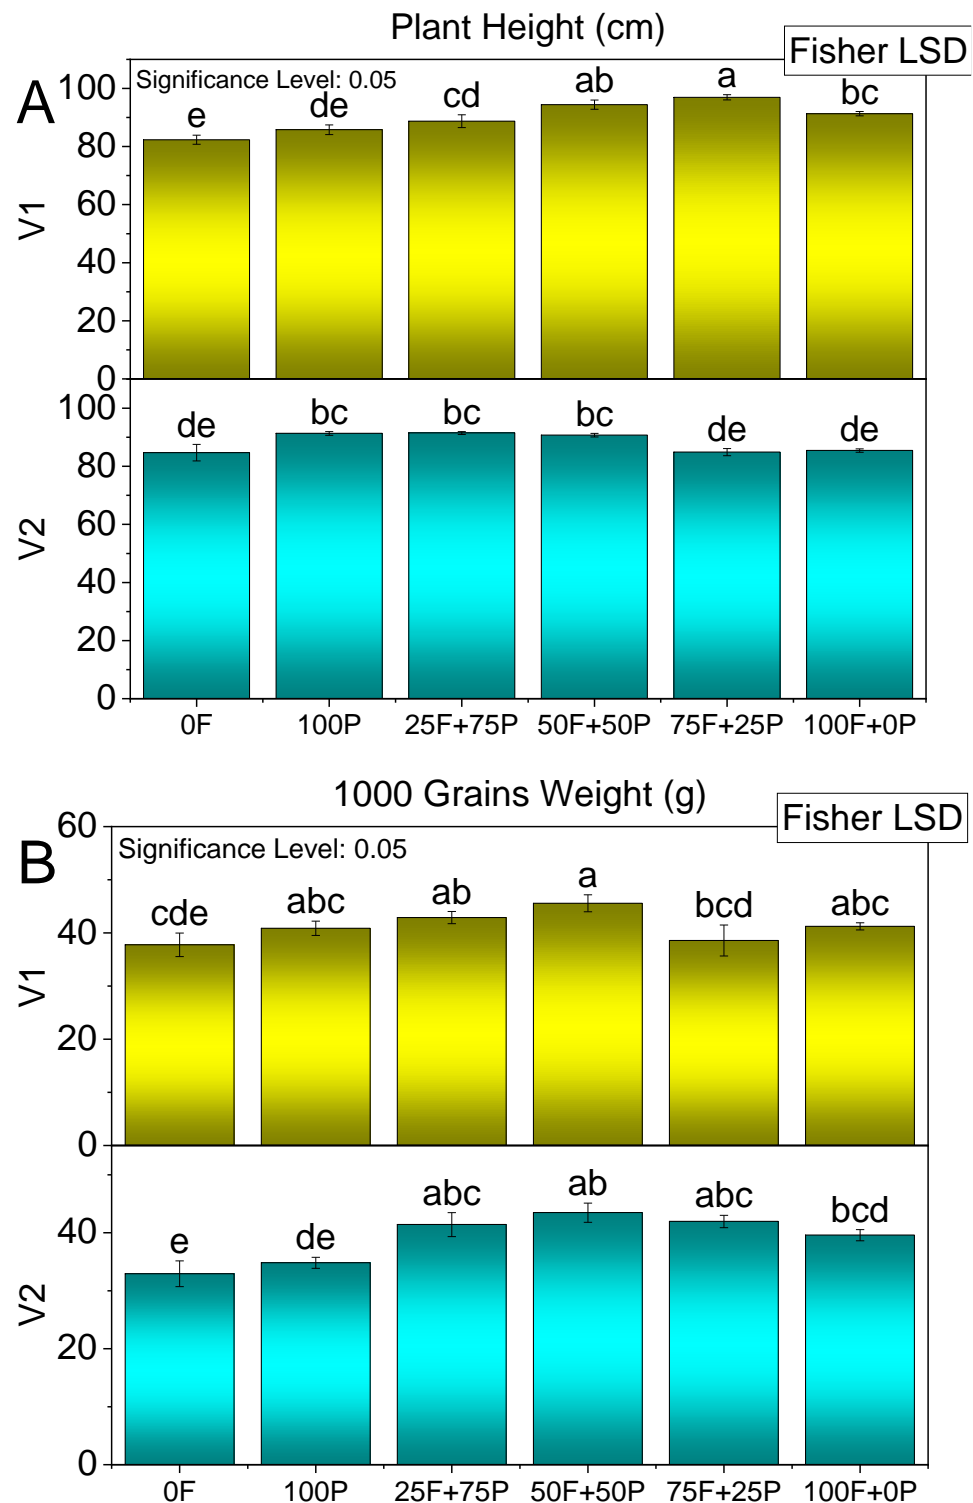 Plant Height (cm)
Fisher LSD
A
Significance Level: 0.05
100
80
60
40
20
0
V1
e
de
cd
ab
a
bc
100
80
60
40
20
0
V2
de
bc
bc
bc
de
de
0F
100P
25F+75P
50F+50P
75F+25P
100F+0P
1000 Grains Weight (g)
Fisher LSD
B
Significance Level: 0.05
60
40
20
0
V1
cde
abc
ab
a
bcd
abc
40
20
0
V2
e
de
abc
ab
abc
bcd
0F
100P
25F+75P
50F+50P
75F+25P
100F+0P